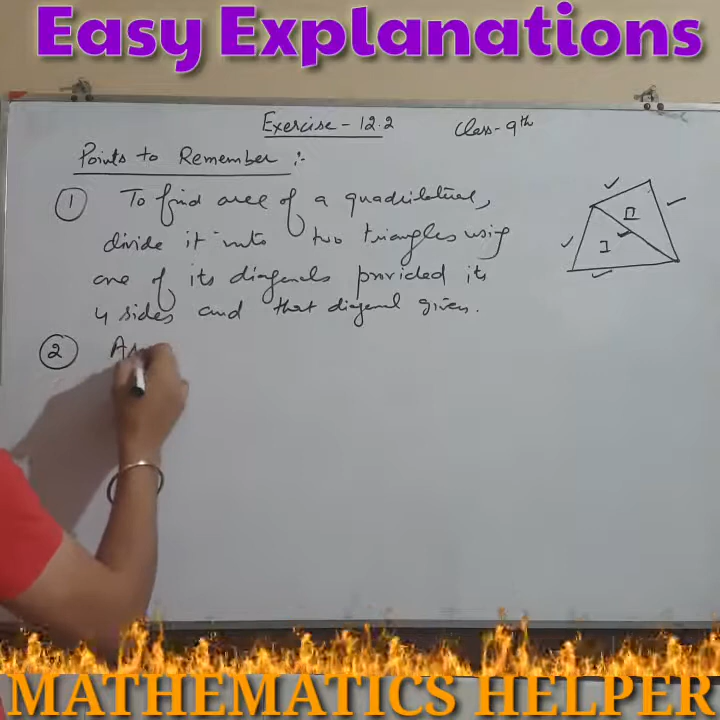 Easy Explanations
Exercise - 12.2 Class - 9th
Points to Remember :-
1 To find area of a quadrilateral,
divide it into two triangles using
one of its diagonals provided its
4 sides and that diagonal given.
I II
2
MATHEMATICS HELPER